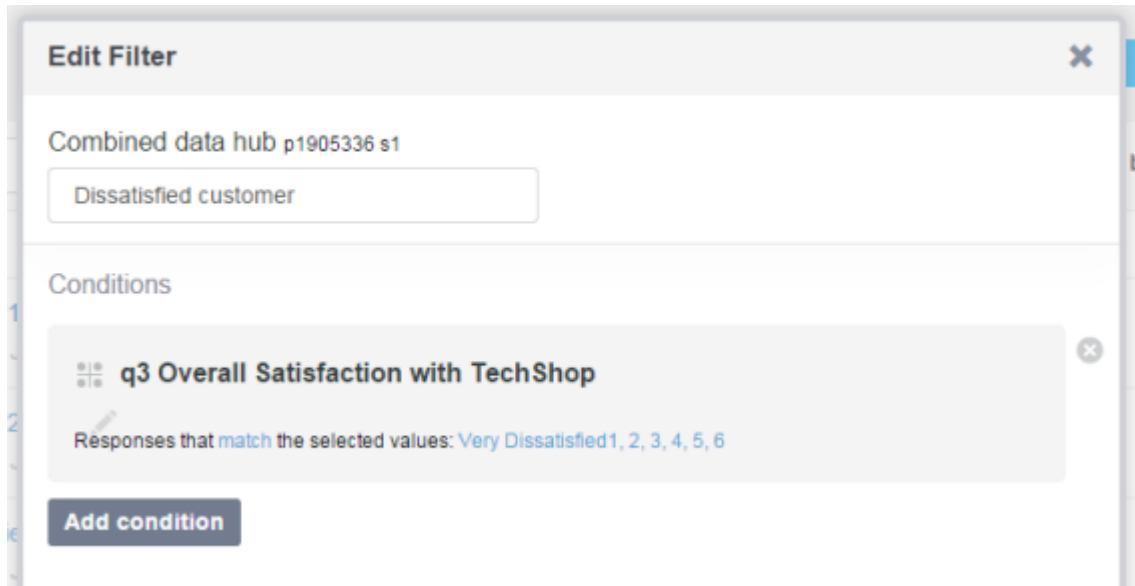 Edit Filter
Combined data hub p1905336 s1
Dissatisfied customer
Conditions
q3 Overall Satisfaction with TechShop
Responses that match the selected values: Very Dissatisfied1, 2, 3, 4, 5, 6
Add condition